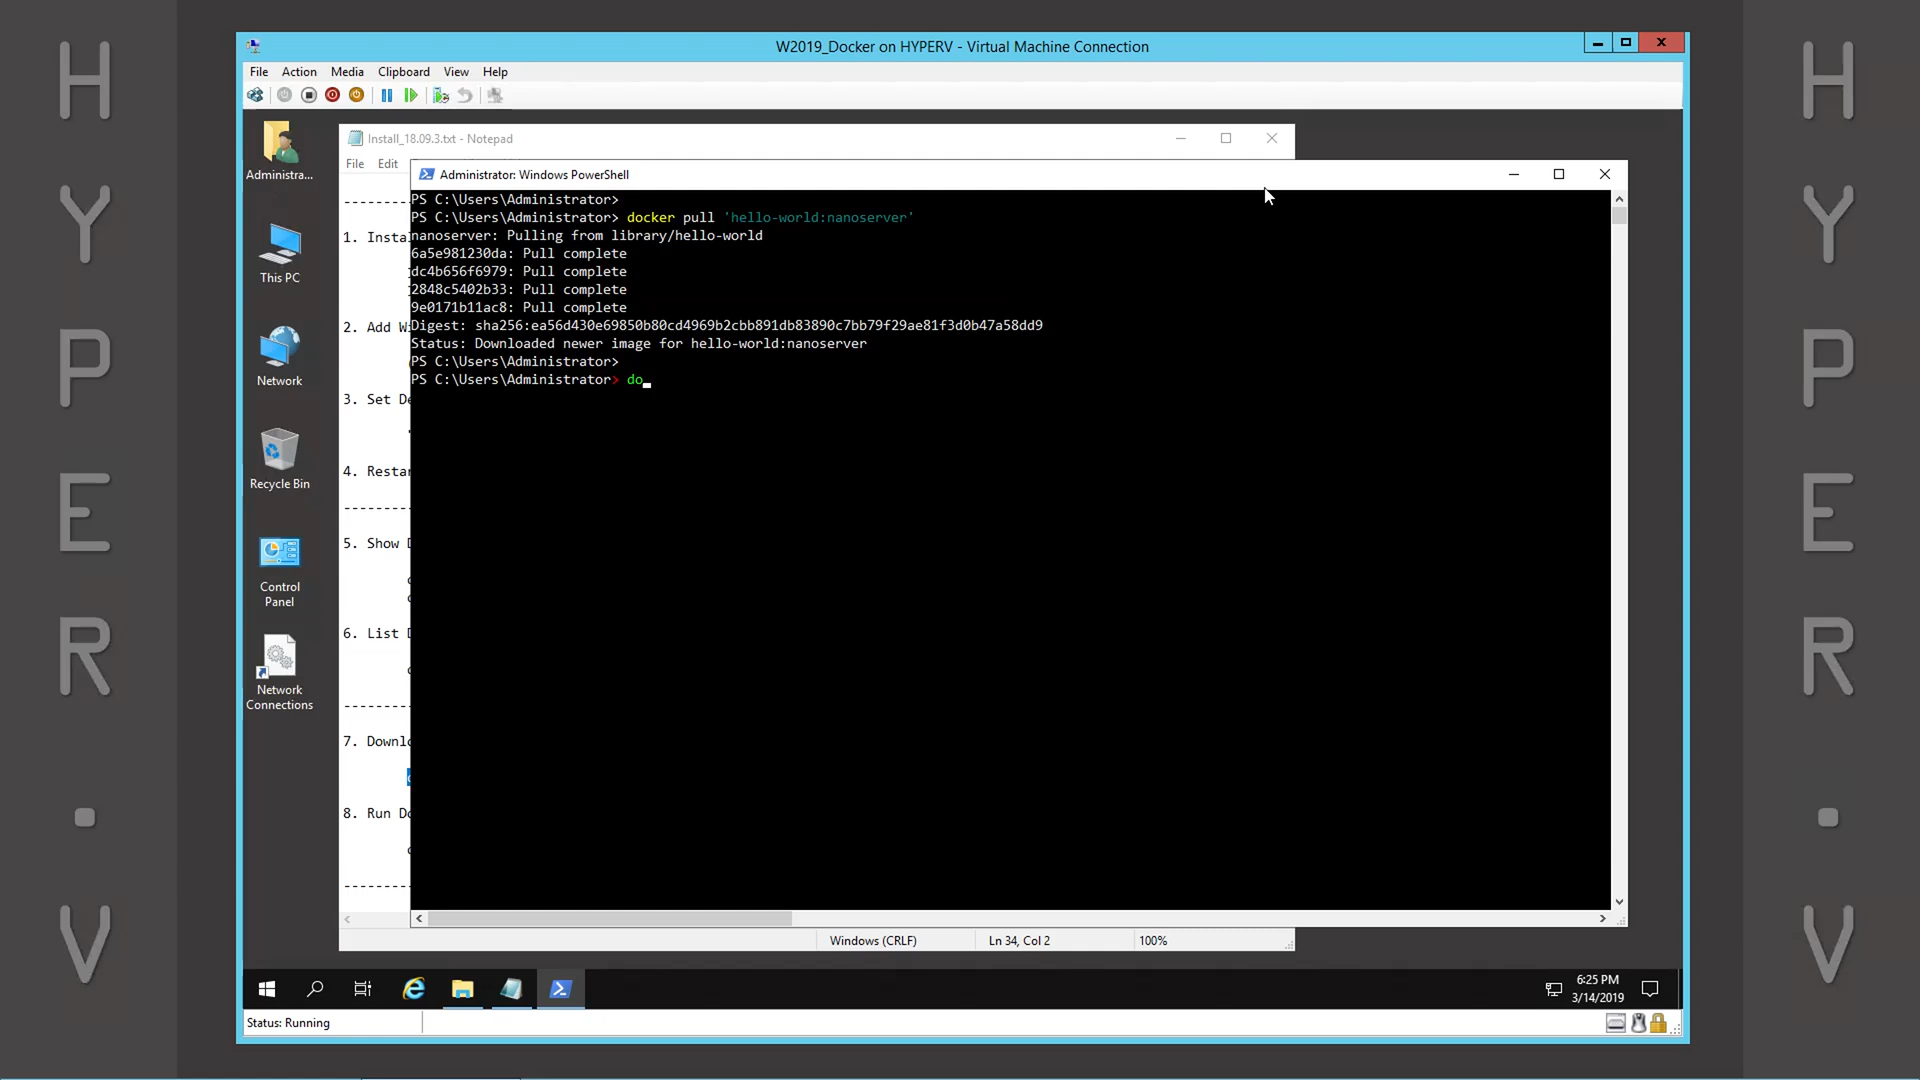 HYPER·V
W2019_Docker on HYPERV - Virtual Machine Connection
File Action Media Clipboard View Help
Administra...
This PC
Network
Recycle Bin
Control
Panel
Network
Connections
Install_18.09.3.txt - Notepad
File Edit
1. Instal
2. Add Wi
3. Set De
4. Restar
5. Show D
6. List D
7. Downlo
8. Run Do
Windows (CRLF) Ln 34, Col 2 100%
Administrator: Windows PowerShell
PS C:\Users\Administrator>
PS C:\Users\Administrator> docker pull 'hello-world:nanoserver'
nanoserver: Pulling from library/hello-world
6a5e981230da: Pull complete
dc4b656f6979: Pull complete
2848c5402b33: Pull complete
9e0171b11ac8: Pull complete
Digest: sha256:ea56d430e69850b80cd4969b2cbb891db83890c7bb79f29ae81f3d0b47a58dd9
Status: Downloaded newer image for hello-world:nanoserver
PS C:\Users\Administrator>
PS C:\Users\Administrator> do_
6:25 PM
3/14/2019
Status: Running
HYPER·V